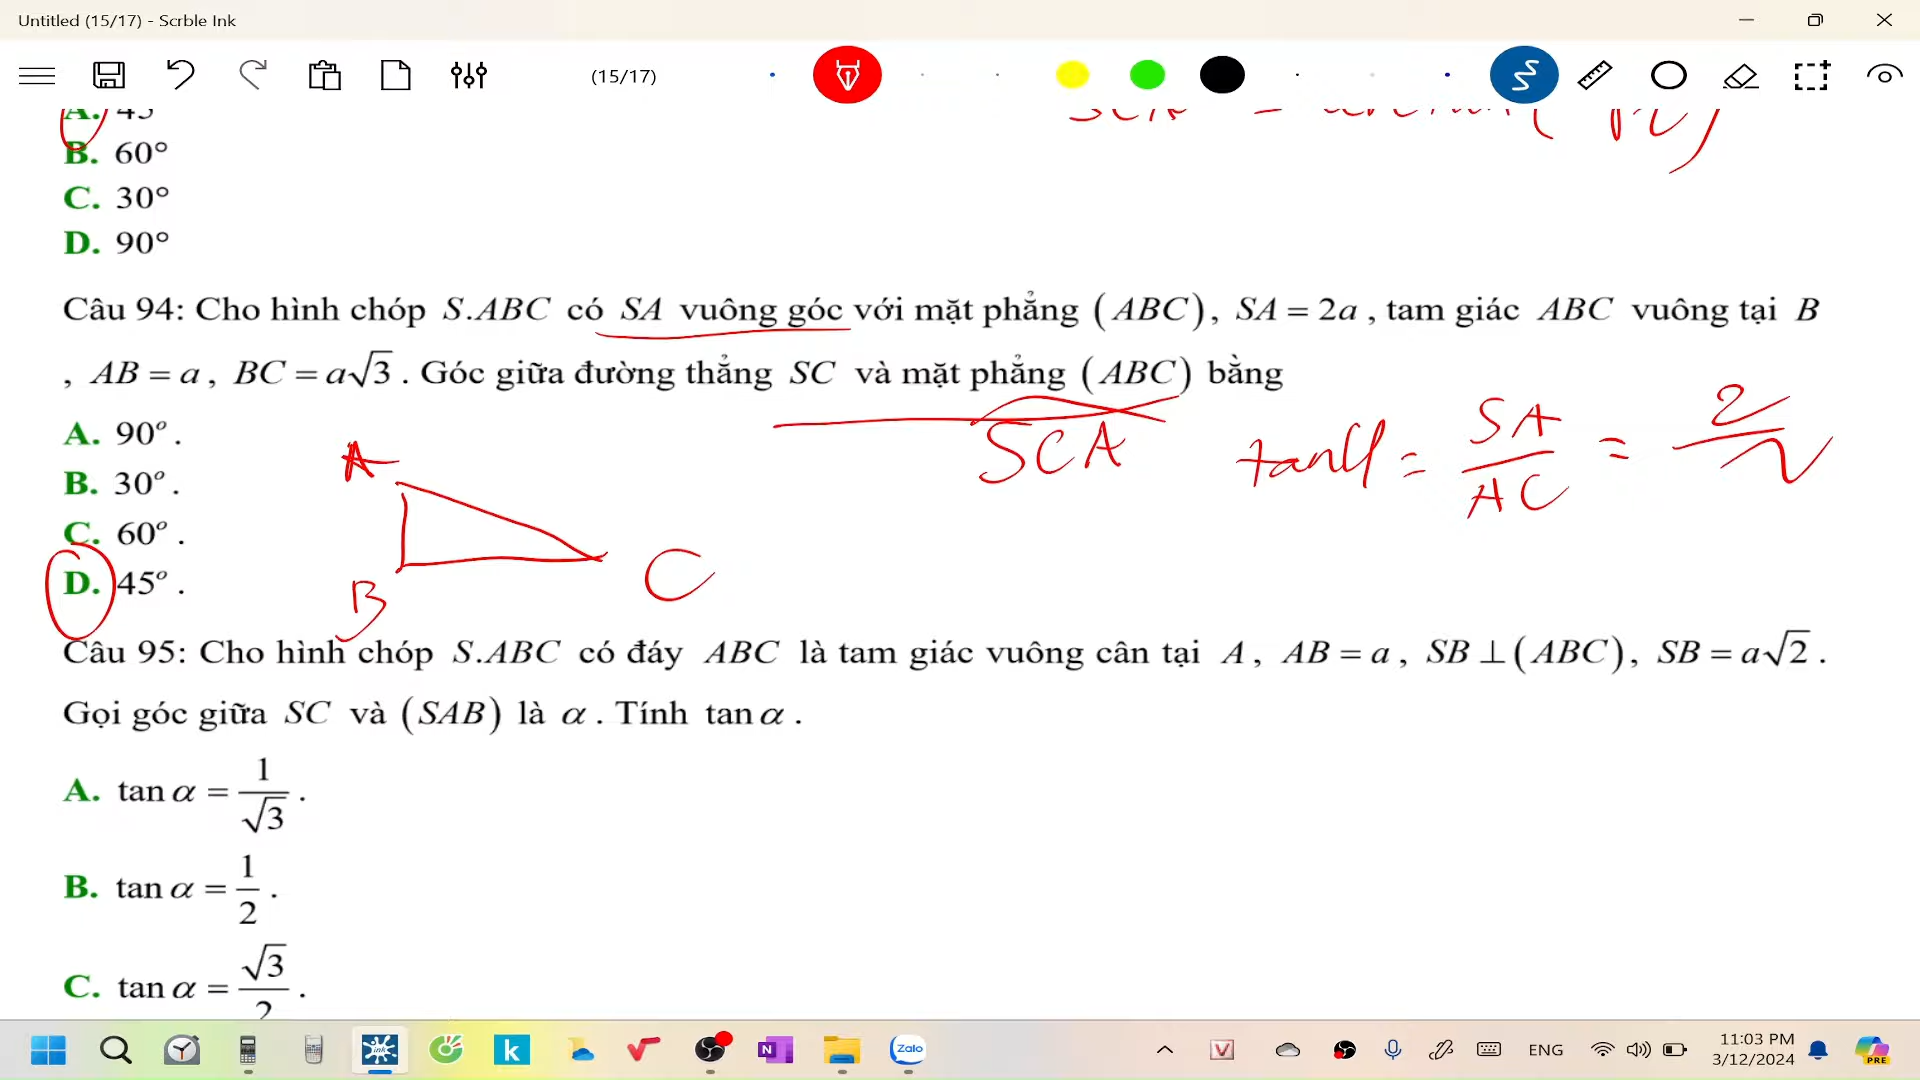 Untitled (15/17) - Scrble Ink
(15/17)
A. 45
B. 60°
C. 30°
D. 90°
Câu 94: Cho hình chóp S.ABC có SA vuông góc với mặt phẳng (ABC), SA = 2a, tam giác ABC vuông tại B
, AB = a, BC = a√3. Góc giữa đường thẳng SC và mặt phẳng (ABC) bằng
SCA
SA
AC
A. 90°.
A
B. 30°.
C. 60°.
C
D. 45°.
B
Câu 95: Cho hình chóp S.ABC có đáy ABC là tam giác vuông cân tại A, AB = a, SB ⊥ (ABC), SB = a√2.
Gọi góc giữa SC và (SAB) là α. Tính tan α.
A. tan α = 1/√3.
B. tan α = 1/2.
C. tan α = √3/2.
Zalo
ENG
11:03 PM
3/12/2024
PRE